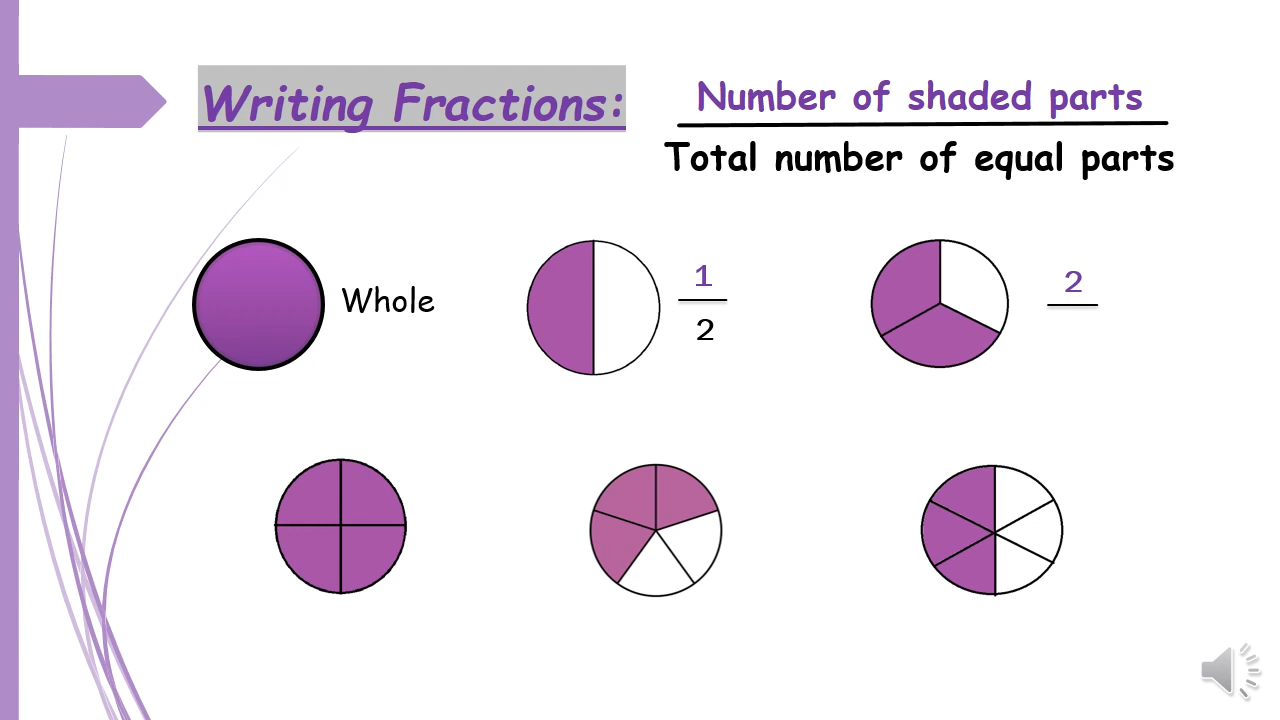 Writing Fractions:
Number of shaded parts
Total number of equal parts
Whole
1
2
2